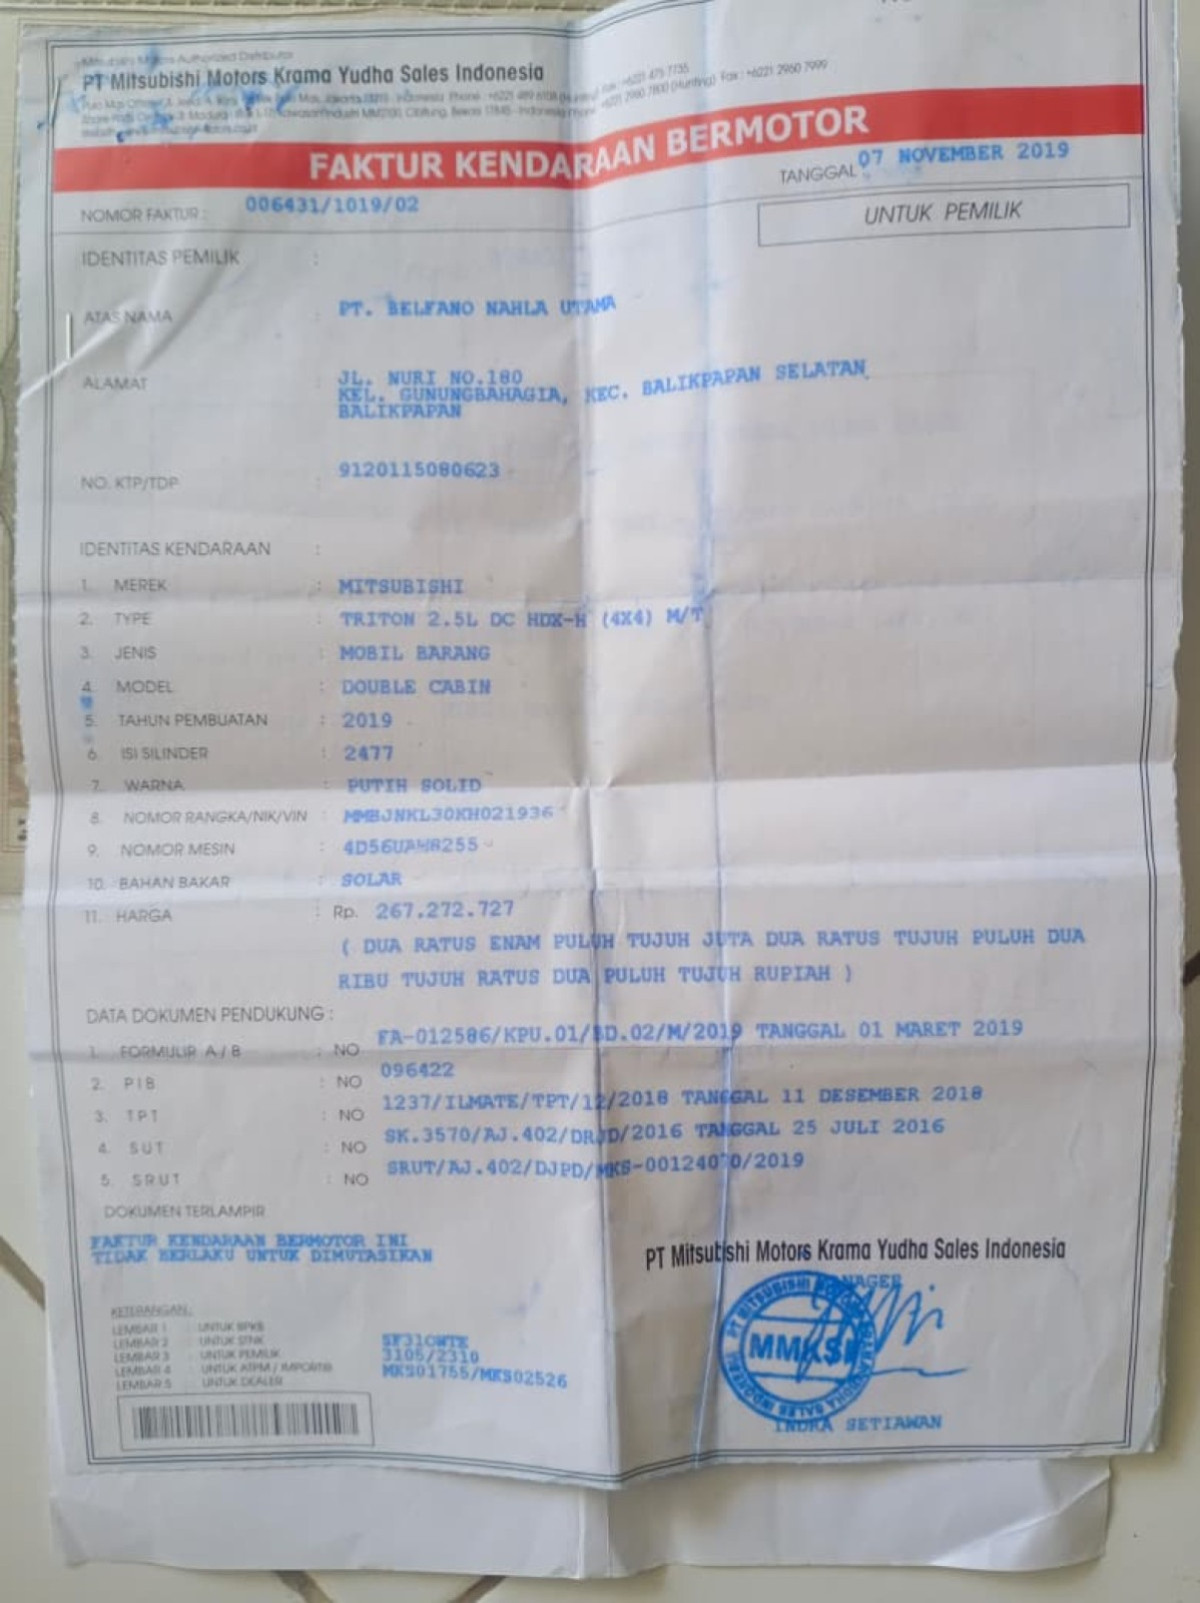 Mitsubishi Motors Authorized Distributor
PT Mitsubishi Motors Krama Yudha Sales Indonesia
FAKTUR KENDARAAN BERMOTOR
TANGGAL 07 NOVEMBER 2019
NOMOR FAKTUR : 006431/1019/02
UNTUK PEMILIK
IDENTITAS PEMILIK :
ATAS NAMA : PT. BELFANO NAHLA UTAMA
ALAMAT : JL. NURI NO.180
KEL. GUNUNGBAHAGIA, KEC. BALIKPAPAN SELATAN
BALIKPAPAN
NO. KTP/TDP : 9120115080623
IDENTITAS KENDARAAN :
1. MEREK : MITSUBISHI
2. TYPE : TRITON 2.5L DC HDX-H (4X4) M/T
3. JENIS : MOBIL BARANG
4. MODEL : DOUBLE CABIN
5. TAHUN PEMBUATAN : 2019
6. ISI SILINDER : 2477
7. WARNA : PUTIH SOLID
8. NOMOR RANGKA/NIK/VIN : MMBJNKL30KH021936
9. NOMOR MESIN :
10. BAHAN BAKAR : SOLAR
11. HARGA : Rp. 267.272.727
( DUA RATUS ENAM PULUH TUJUH JUTA DUA RATUS TUJUH PULUH DUA
RIBU TUJUH RATUS DUA PULUH TUJUH RUPIAH )
DATA DOKUMEN PENDUKUNG :
1. FORMULIR A / B : NO FA-012586/KPU.01/BD.02/M/2019 TANGGAL 01 MARET 2019
2. PIB : NO 096422
3. TPT : NO 1237/ILMATE/TPT/12/2018 TANGGAL 11 DESEMBER 2018
4. SUT : NO SK.3570/AJ.402/DRJD/2016 TANGGAL 25 JULI 2016
5. SRUT : NO SRUT/AJ.402/DJPD/MKS-00124070/2019
DOKUMEN TERLAMPIR
FAKTUR KENDARAAN BERMOTOR INI
TIDAK BERLAKU UNTUK DIMUTASIKAN
PT Mitsubishi Motors Krama Yudha Sales Indonesia
MANAGER
MMKSI
INDRA SETIAWAN
KETERANGAN :
LEMBAR 1 : UNTUK BPKB
LEMBAR 2 : UNTUK STNK
LEMBAR 3 : UNTUK PEMILIK
LEMBAR 4 : UNTUK ATPM / IMPORTIR
LEMBAR 5 : UNTUK DEALER
3105/2310
MKS01755/MKS02526